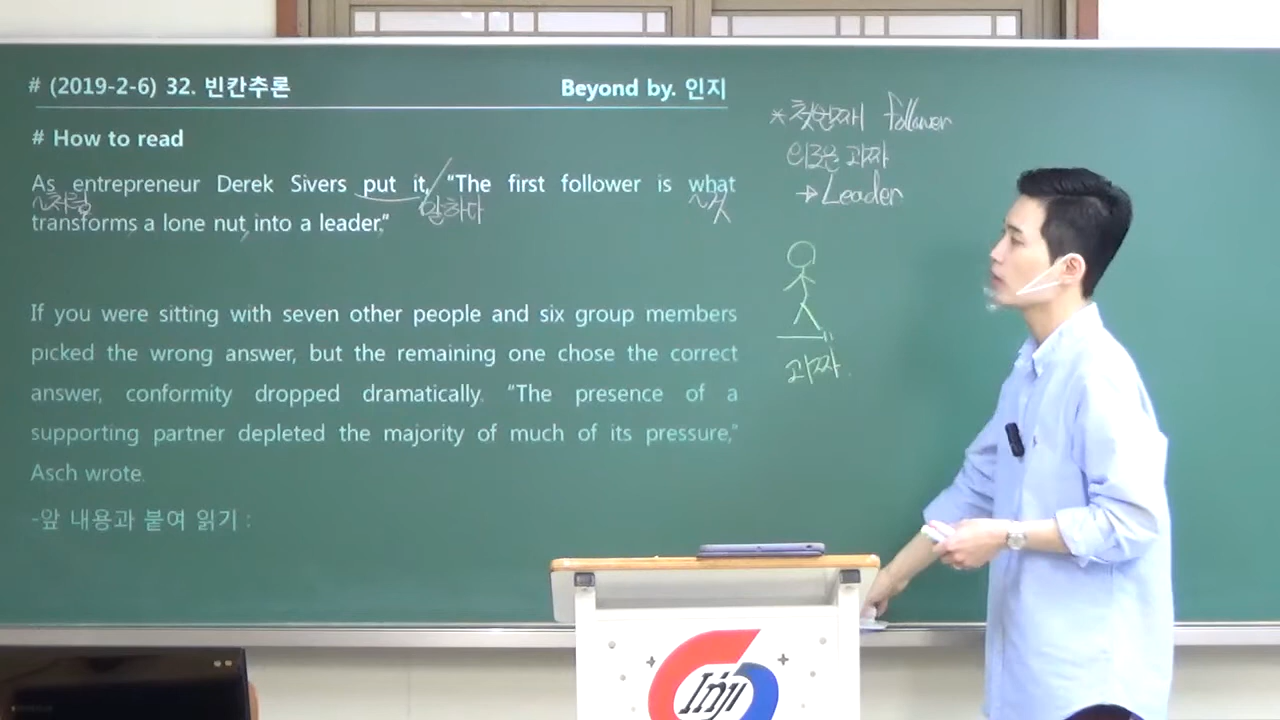 # (2019-2-6) 32. 빈칸추론
Beyond by. 인지
# How to read
As entrepreneur Derek Sivers put it, “The first follower is what
~처럼
말하다
~것
transforms a lone nut into a leader.”
If you were sitting with seven other people and six group members
picked the wrong answer, but the remaining one chose the correct
answer, conformity dropped dramatically. “The presence of a
supporting partner depleted the majority of much of its pressure,”
Asch wrote.
-앞 내용과 붙여 읽기 :
* 첫번째 follower
외로운 괴짜
→ Leader
괴짜
Inji